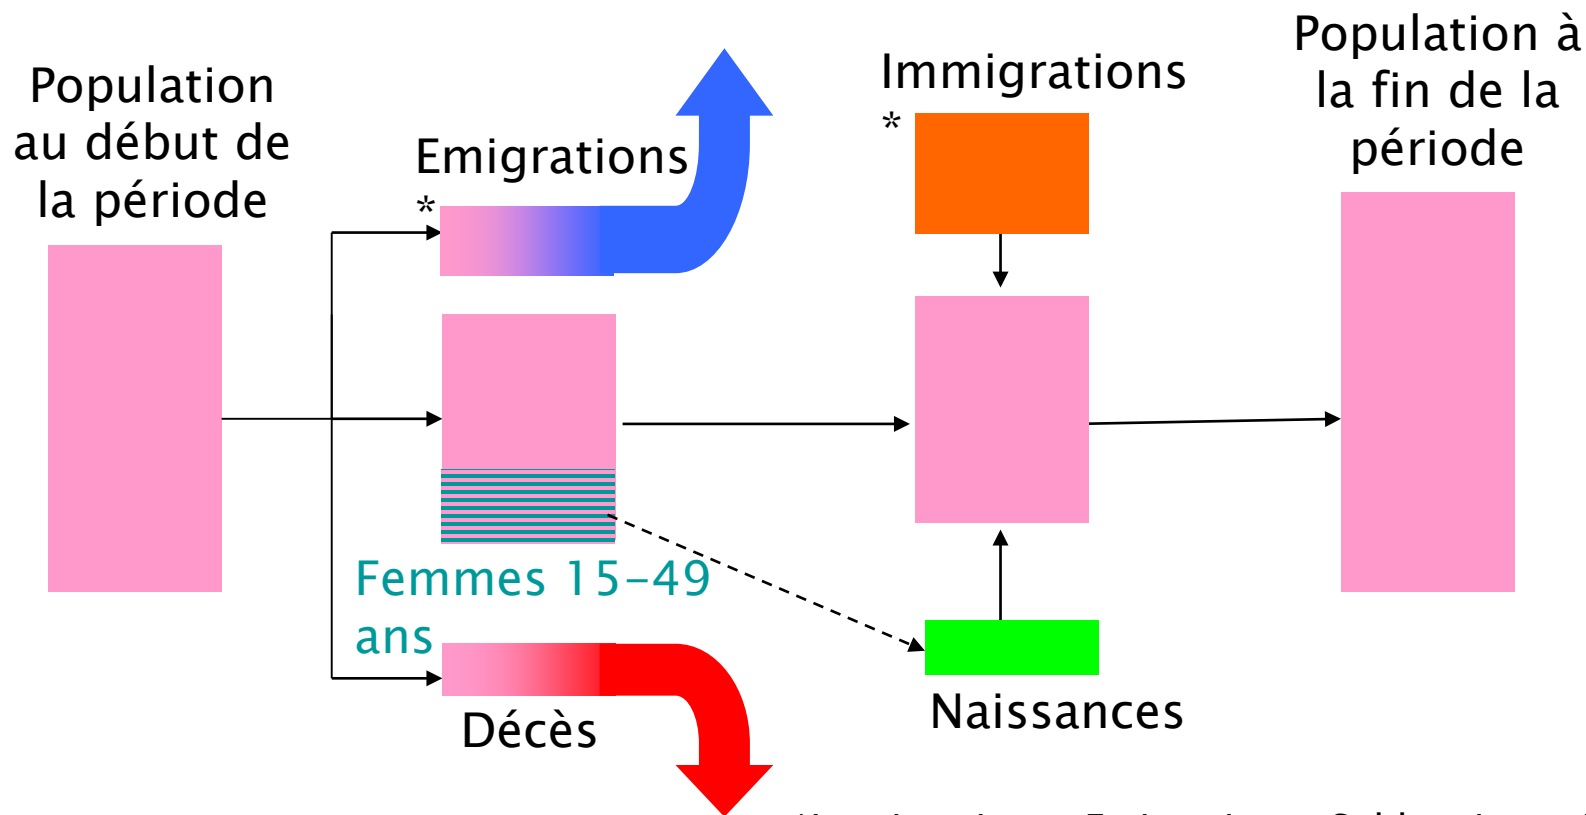 Population
au début de
la période
Emigrations
*
Immigrations
*
Population à
la fin de la
période
Femmes 15-49
ans
Décès
Naissances